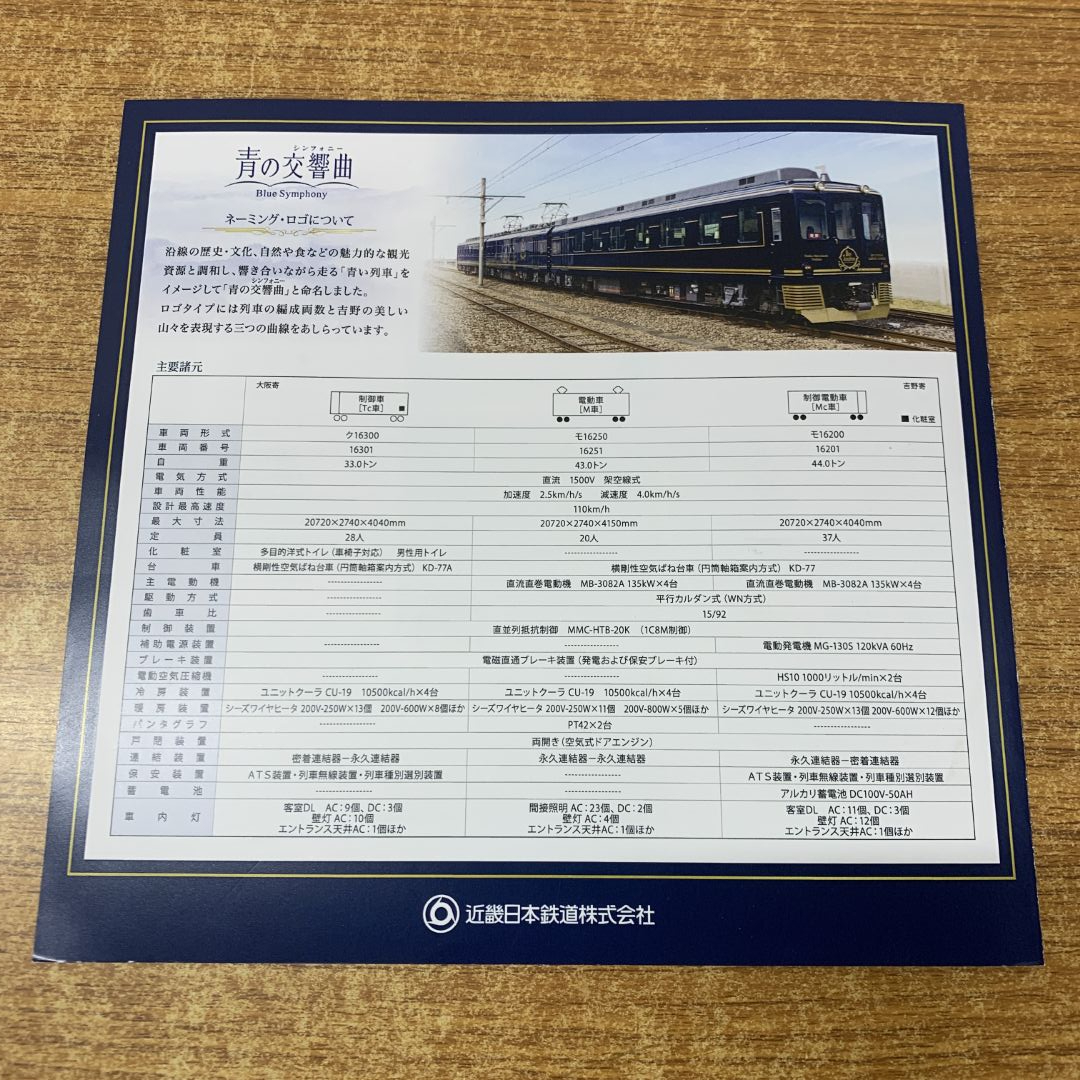 シンフォニー
青の交響曲
Blue Symphony
ネーミング・ロゴについて
沿線の歴史・文化、自然や食などの魅力的な観光
資源と調和し、響き合いながら走る「青い列車」を
シンフォニー
イメージして「青の交響曲」と命名しました。
ロゴタイプには列車の編成両数と吉野の美しい
山々を表現する三つの曲線をあしらっています。
主要諸元
大阪寄 吉野寄
制御車 電動車 制御電動車
[Tc車] [M車] [Mc車]
■ 化粧室
車両形式 ク16300 モ16250 モ16200
車両番号 16301 16251 16201
自重 33.0トン 43.0トン 44.0トン
電気方式 直流 1500V 架空線式
車両性能 加速度 2.5km/h/s 減速度 4.0km/h/s
設計最高速度 110km/h
最大寸法 20720×2740×4040mm 20720×2740×4150mm 20720×2740×4040mm
定員 28人 20人 37人
化粧室 多目的洋式トイレ（車椅子対応） 男性用トイレ ---------------- ----------------
台車 横剛性空気ばね台車（円筒軸箱案内方式） KD-77A 横剛性空気ばね台車（円筒軸箱案内方式） KD-77
主電動機 ---------------- 直流直巻電動機 MB-3082A 135kW×4台 直流直巻電動機 MB-3082A 135kW×4台
駆動方式 ---------------- 平行カルダン式（WN方式）
歯車比 ---------------- 15/92
制御装置 直並列抵抗制御 MMC-HTB-20K （1C8M制御）
補助電源装置 ---------------- ---------------- 電動発電機 MG-130S 120kVA 60Hz
ブレーキ装置 電磁直通ブレーキ装置（発電および保安ブレーキ付）
電動空気圧縮機 ---------------- ---------------- HS10 1000リットル/min×2台
冷房装置 ユニットクーラ CU-19 10500kcal/h×4台 ユニットクーラ CU-19 10500kcal/h×4台 ユニットクーラ CU-19 10500kcal/h×4台
暖房装置 シーズワイヤヒータ 200V-250W×13個 200V-600W×8個ほか シーズワイヤヒータ 200V-250W×11個 200V-800W×5個ほか シーズワイヤヒータ 200V-250W×13個 200V-600W×12個ほか
パンタグラフ ---------------- PT42×2台 ----------------
戸閉装置 両開き（空気式ドアエンジン）
連結装置 密着連結器－永久連結器 永久連結器－永久連結器 永久連結器－密着連結器
保安装置 ATS装置・列車無線装置・列車種別選別装置 ---------------- ATS装置・列車無線装置・列車種別選別装置
蓄電池 ---------------- ---------------- アルカリ蓄電池 DC100V-50AH
車内灯 客室DL AC：9個、DC：3個 間接照明 AC：23個、DC：2個 客室DL AC：11個、DC：3個
壁灯 AC：10個 壁灯 AC：4個 壁灯 AC：12個
エントランス天井AC：1個ほか エントランス天井AC：1個ほか エントランス天井AC：1個ほか
近畿日本鉄道株式会社